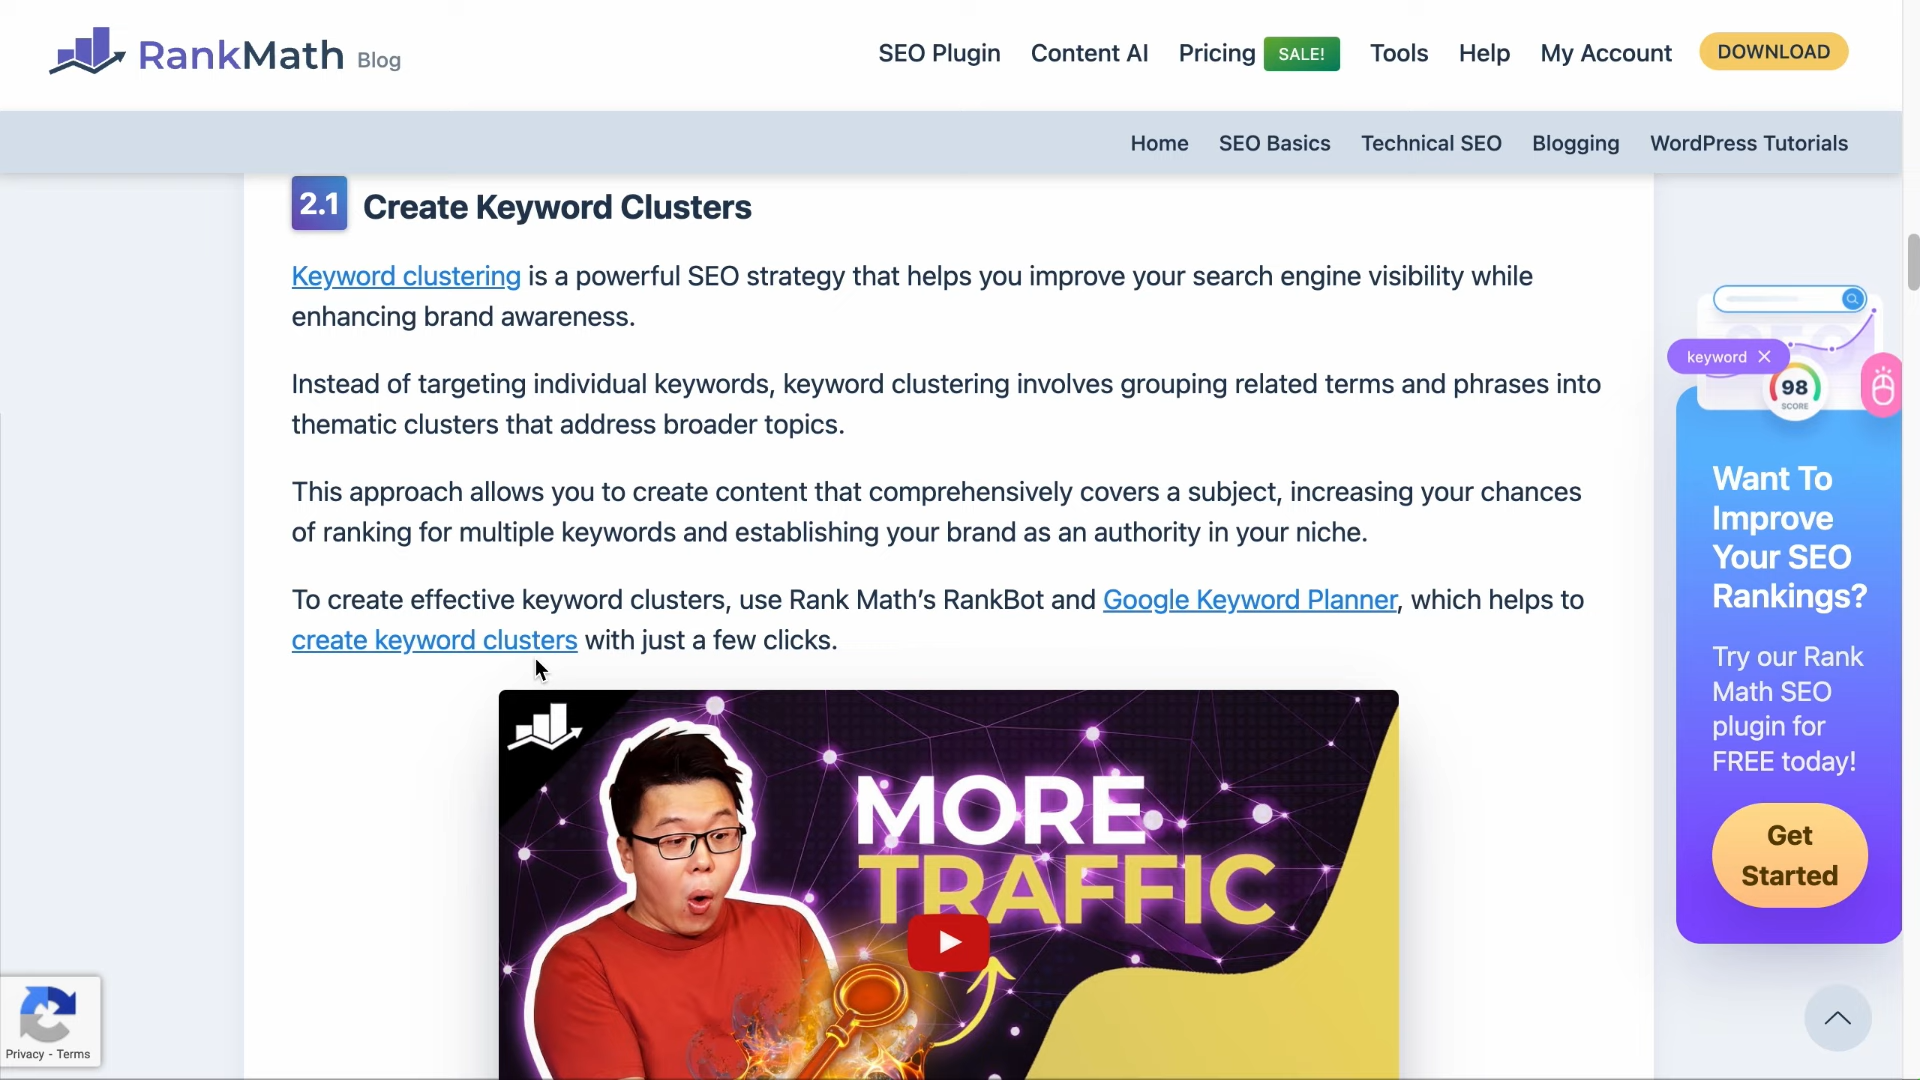 RankMath Blog
SEO Plugin Content AI Pricing SALE! Tools Help My Account DOWNLOAD
Home SEO Basics Technical SEO Blogging WordPress Tutorials
2.1 Create Keyword Clusters
Keyword clustering is a powerful SEO strategy that helps you improve your search engine visibility while
enhancing brand awareness.
Instead of targeting individual keywords, keyword clustering involves grouping related terms and phrases into
thematic clusters that address broader topics.
This approach allows you to create content that comprehensively covers a subject, increasing your chances
of ranking for multiple keywords and establishing your brand as an authority in your niche.
To create effective keyword clusters, use Rank Math’s RankBot and Google Keyword Planner, which helps to
create keyword clusters with just a few clicks.
MORE
TRAFFIC
keyword
98
SCORE
Want To
Improve
Your SEO
Rankings?
Try our Rank
Math SEO
plugin for
FREE today!
Get
Started
Privacy - Terms